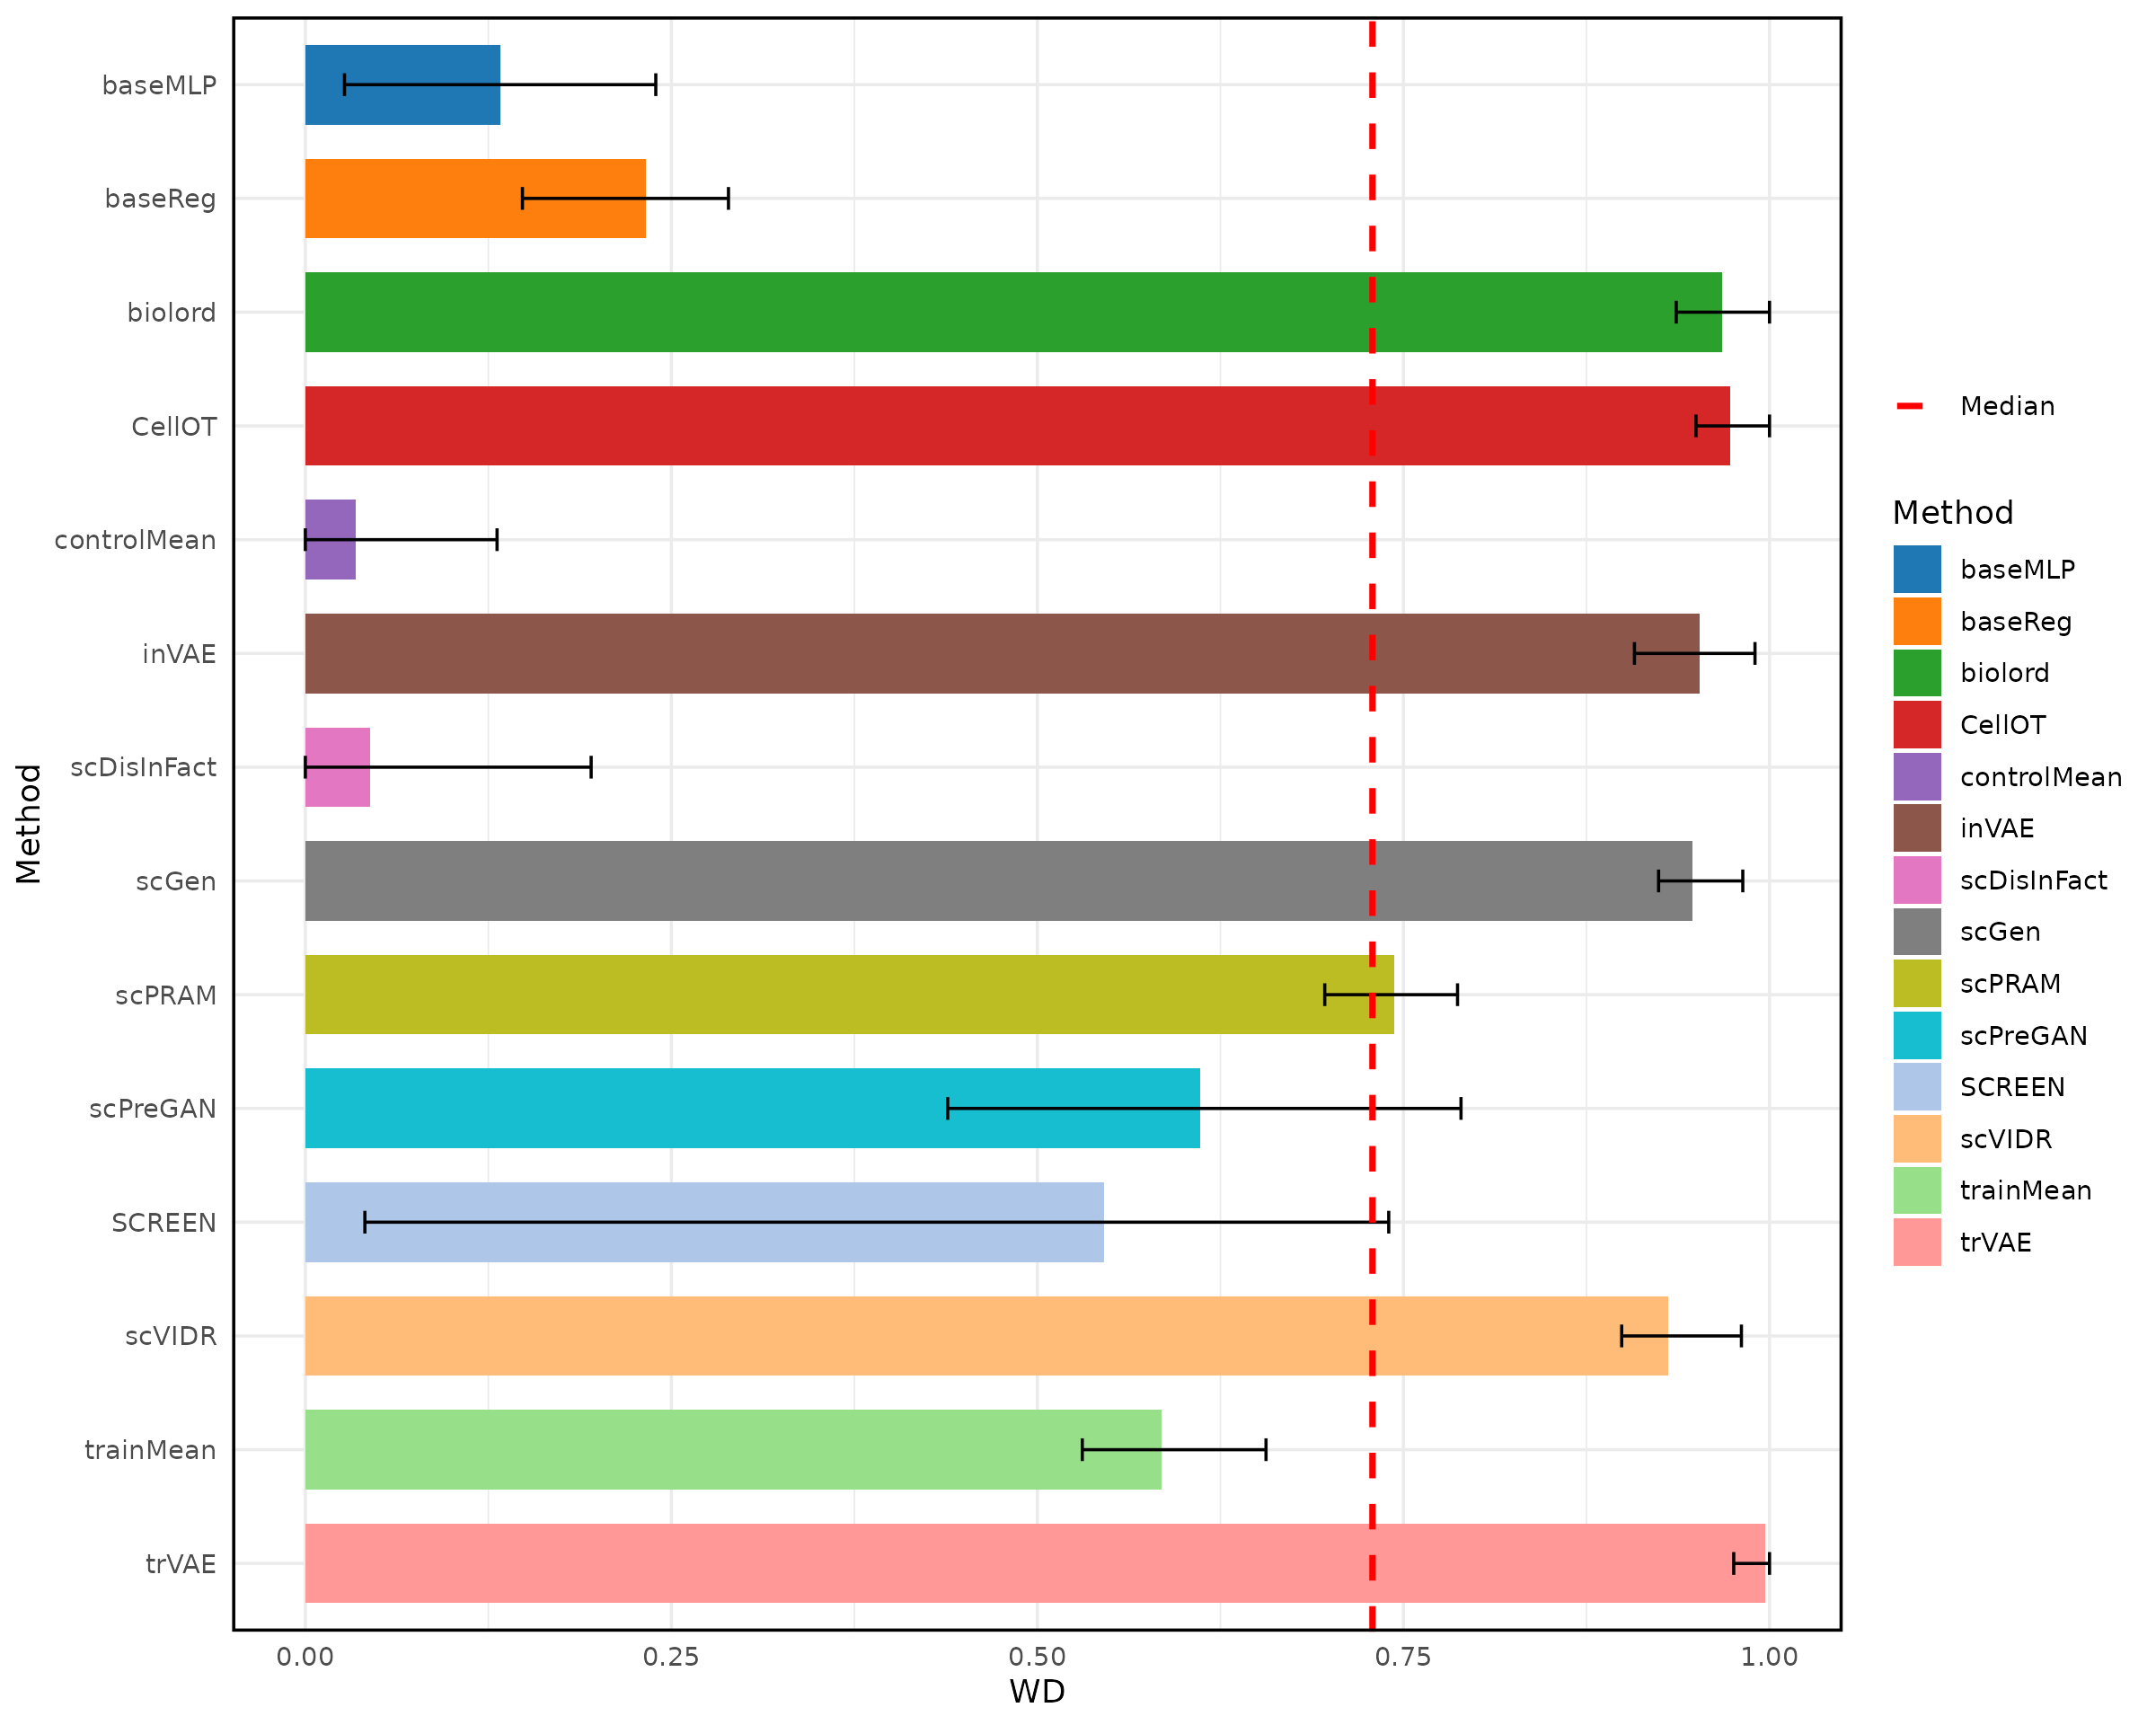 baseMLP
baseReg
biolord
CellOT
controlMean
inVAE
scDisInFact
scGen
scPRAM
scPreGAN
SCREEN
scVIDR
trainMean
trVAE
Method
0.00 0.25 0.50 0.75 1.00
WD
Median
Method
baseMLP
baseReg
biolord
CellOT
controlMean
inVAE
scDisInFact
scGen
scPRAM
scPreGAN
SCREEN
scVIDR
trainMean
trVAE